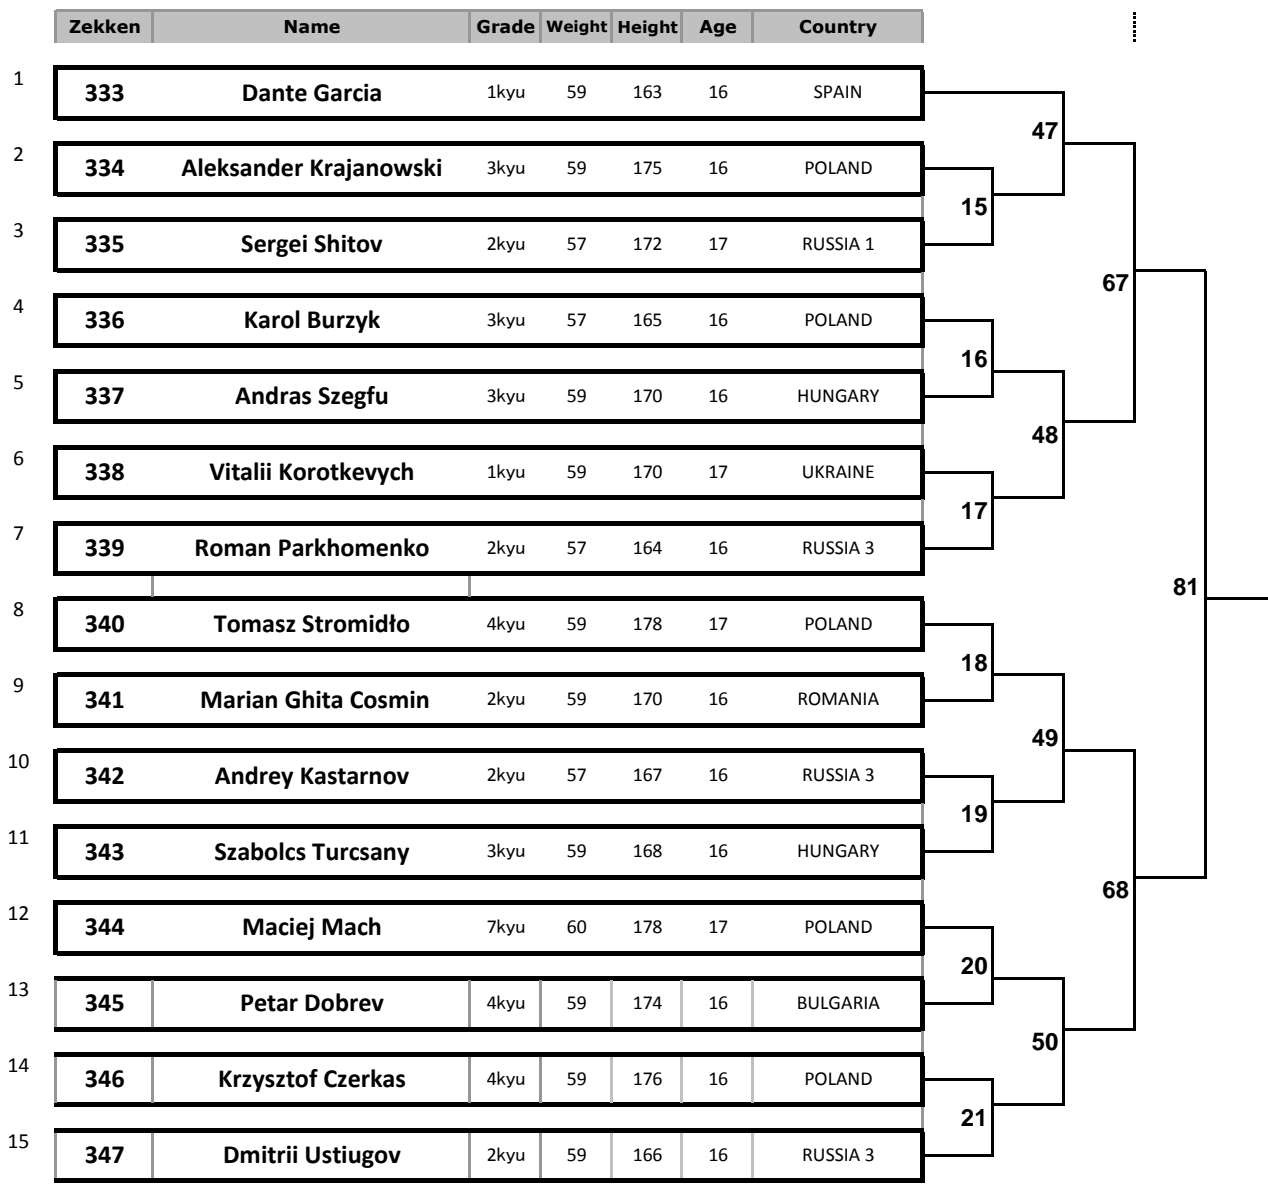 Zekken Name Grade Weight Height Age Country
1 333 Dante Garcia 1kyu 59 163 16 SPAIN
47
2 334 Aleksander Krajanowski 3kyu 59 175 16 POLAND
15
3 335 Sergei Shitov 2kyu 57 172 17 RUSSIA 1
67
4 336 Karol Burzyk 3kyu 57 165 16 POLAND
16
5 337 Andras Szegfu 3kyu 59 170 16 HUNGARY
48
6 338 Vitalii Korotkevych 1kyu 59 170 17 UKRAINE
17
7 339 Roman Parkhomenko 2kyu 57 164 16 RUSSIA 3
81
8 340 Tomasz Stromidło 4kyu 59 178 17 POLAND
18
9 341 Marian Ghita Cosmin 2kyu 59 170 16 ROMANIA
49
10 342 Andrey Kastarnov 2kyu 57 167 16 RUSSIA 3
19
11 343 Szabolcs Turcsany 3kyu 59 168 16 HUNGARY
68
12 344 Maciej Mach 7kyu 60 178 17 POLAND
20
13 345 Petar Dobrev 4kyu 59 174 16 BULGARIA
50
14 346 Krzysztof Czerkas 4kyu 59 176 16 POLAND
21
15 347 Dmitrii Ustiugov 2kyu 59 166 16 RUSSIA 3